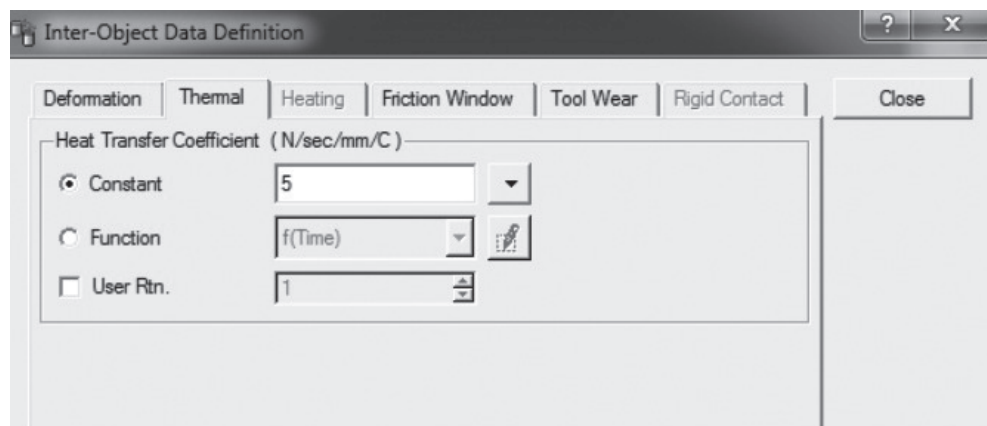 Inter-Object Data Definition
? X
Deformation Thermal Heating Friction Window Tool Wear Rigid Contact Close
Heat Transfer Coefficient ( N/sec/mm/C )
Constant 5
Function f(Time)
User Rtn. 1